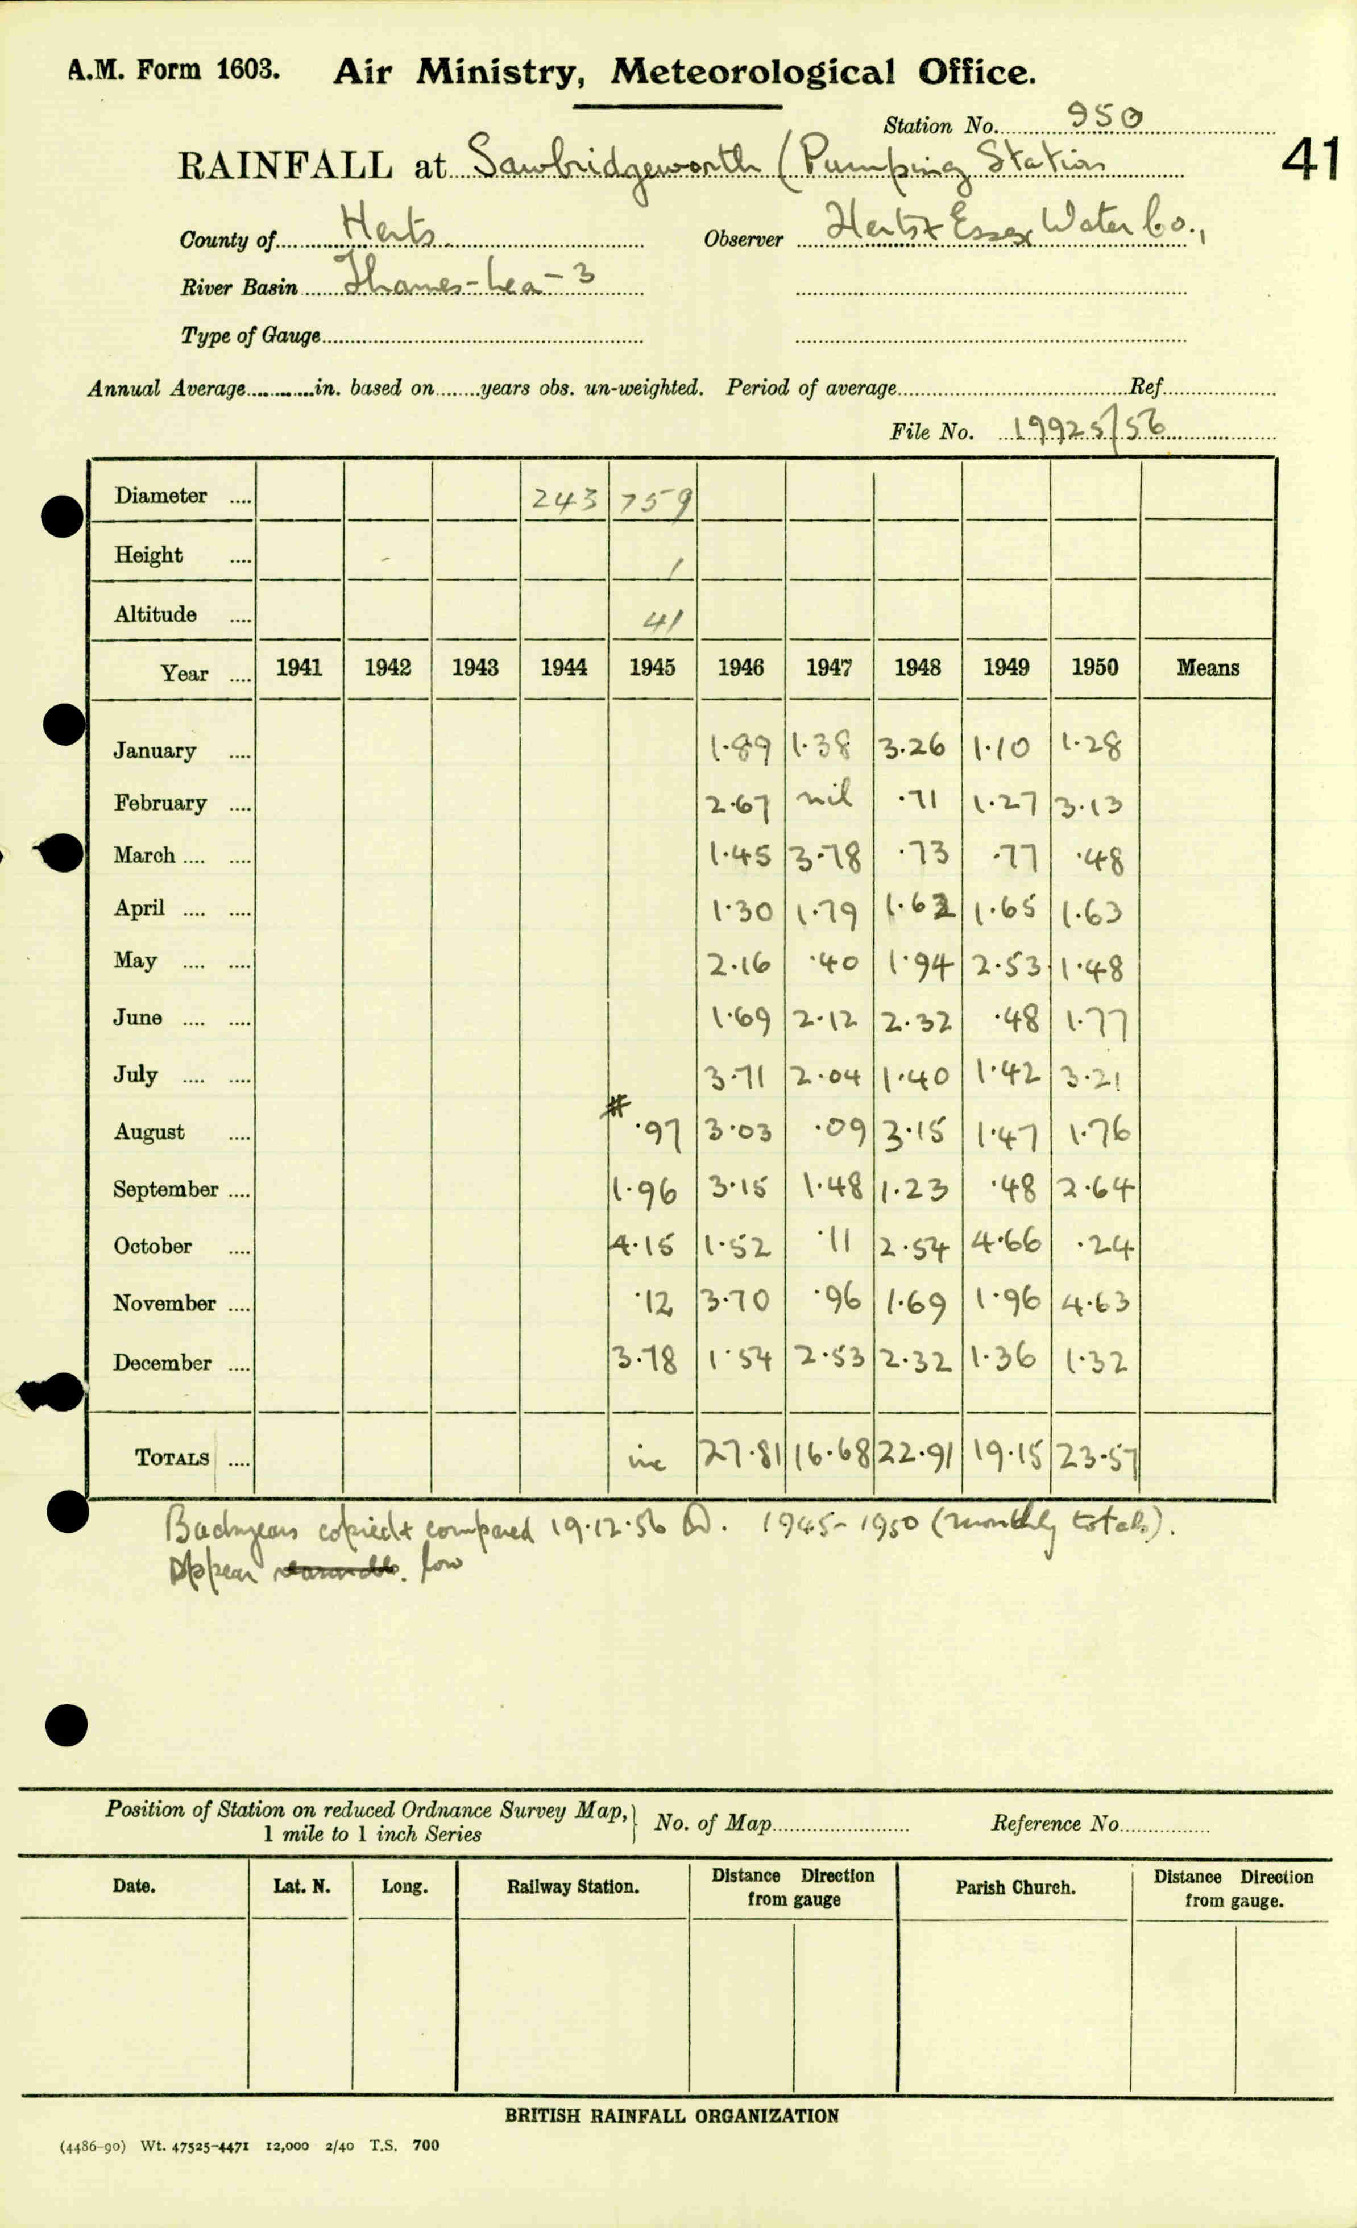 A.M. Form 1603. Air Ministry, Meteorological Office.
Station No. 950
41
RAINFALL at Sawbridgeworth (Pumping Station
County of Herts. Observer Herts & Essex Water Co.,
River Basin Thames-Lea-3
Type of Gauge
Annual Average in. based on years obs. un-weighted. Period of average Ref
File No. 19925/56
Diameter .... 243 759
Height .... 1
Altitude .... 41
Year .... 1941 1942 1943 1944 1945 1946 1947 1948 1949 1950 Means
January .... 1.89 1.38 3.26 1.10 1.28
February .... 2.67 nil .71 1.27 3.13
March .... .... 1.45 3.78 .73 .77 .48
April .... .... 1.30 1.79 1.62 1.65 1.63
May .... .... 2.16 .40 1.94 2.53 1.48
June .... .... 1.69 2.12 2.32 .48 1.77
July .... .... 3.71 2.04 1.40 1.42 3.21
August .... # .97 3.03 .09 3.15 1.47 1.76
September .... 1.96 3.15 1.48 1.23 .48 2.64
October .... 4.15 1.52 .11 2.54 4.66 .24
November .... .12 3.70 .96 1.69 1.96 4.63
December .... 3.78 1.54 2.53 2.32 1.36 1.32
TOTALS .... inc 27.81 16.68 22.91 19.15 23.57
Backyears copied & compared 19.12.56 1945-1950 (monthly totals).
Appear low
Position of Station on reduced Ordnance Survey Map, No. of Map Reference No
1 mile to 1 inch Series
Date. Lat. N. Long. Railway Station. Distance Direction from gauge Parish Church. Distance Direction from gauge.
BRITISH RAINFALL ORGANIZATION
(4486-90) Wt. 47525-4471 12,000 2/40 T.S. 700